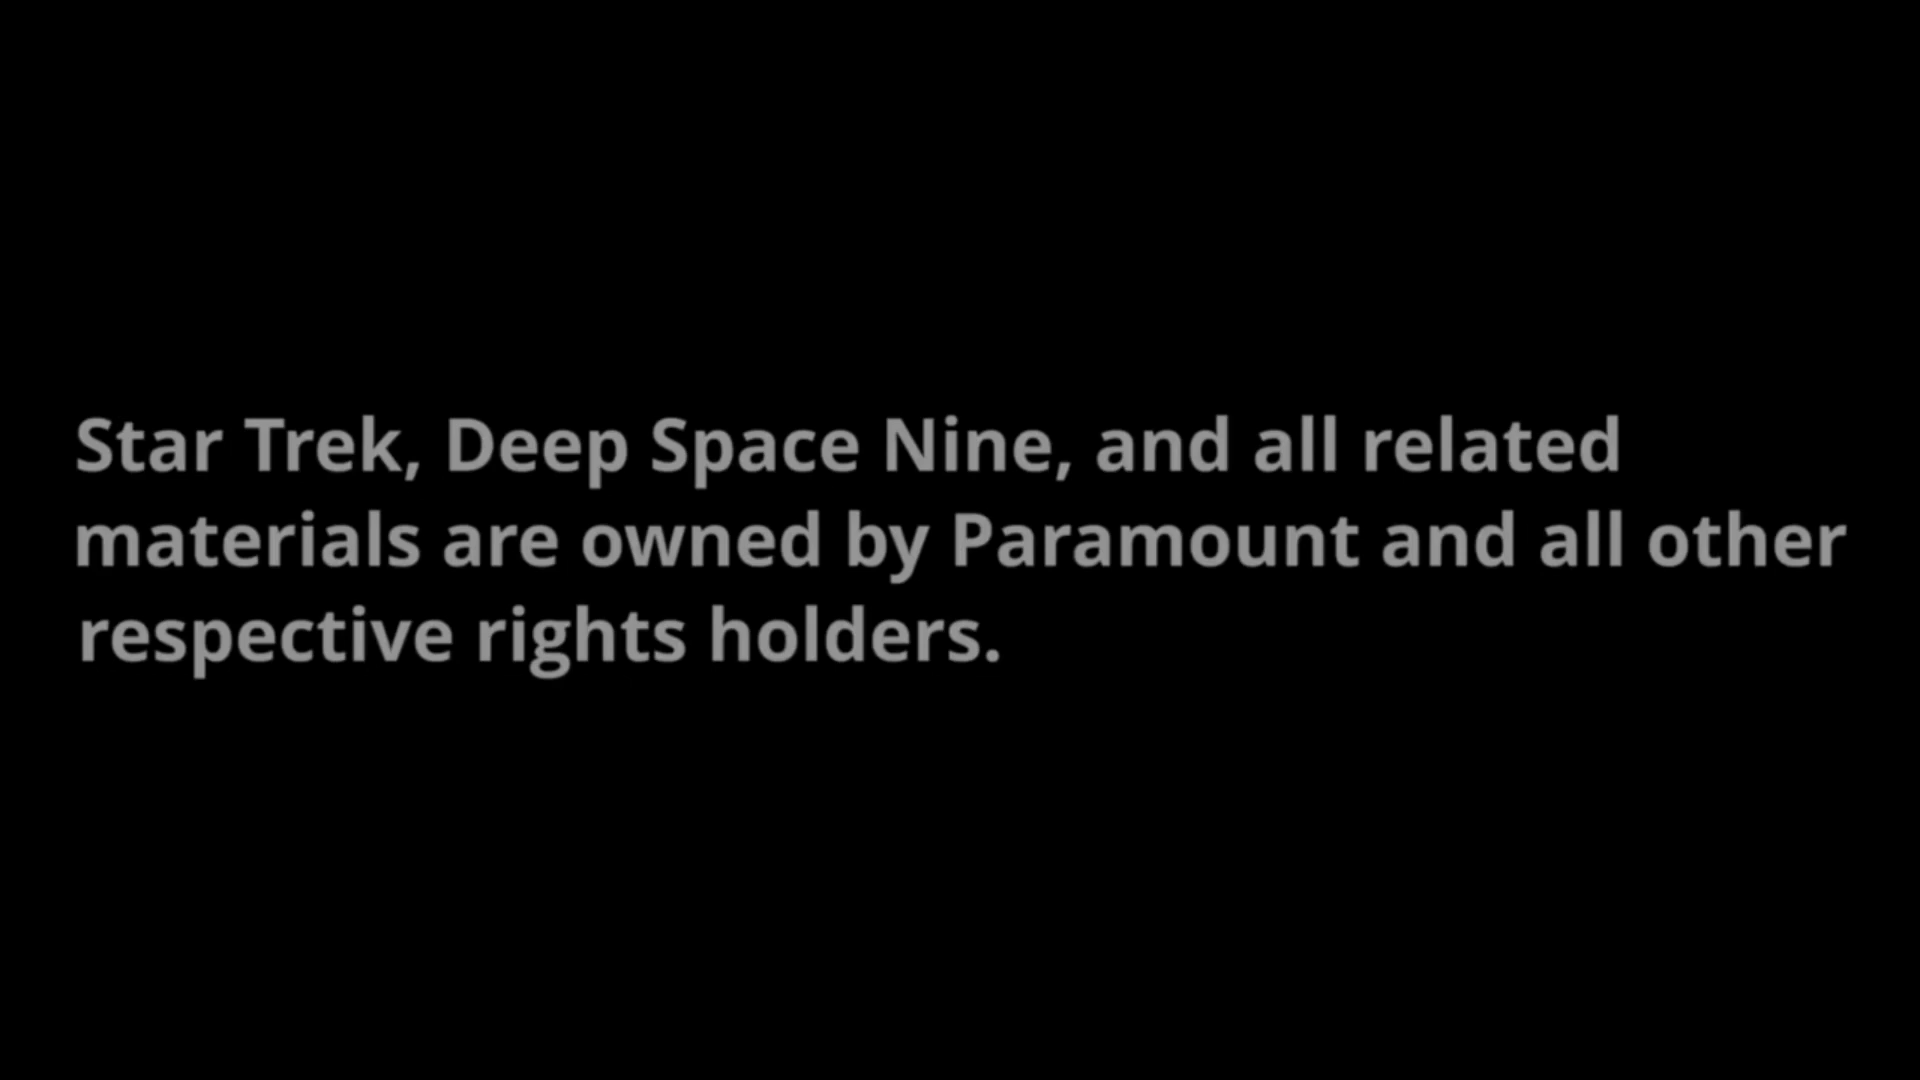 Star Trek, Deep Space Nine, and all related
materials are owned by Paramount and all other
respective rights holders.